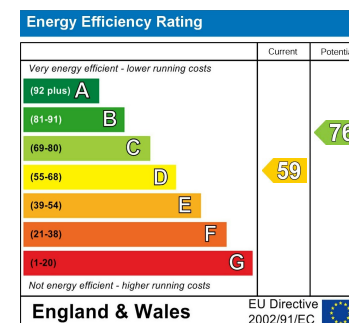 Energy Efficiency Rating
Current Potentia
Very energy efficient - lower running costs
(92 plus) A
(81-91) B
(69-80) C
(55-68) D
(39-54) E
(21-38) F
(1-20) G
59
76
Not energy efficient - higher running costs
England & Wales
EU Directive
2002/91/EC